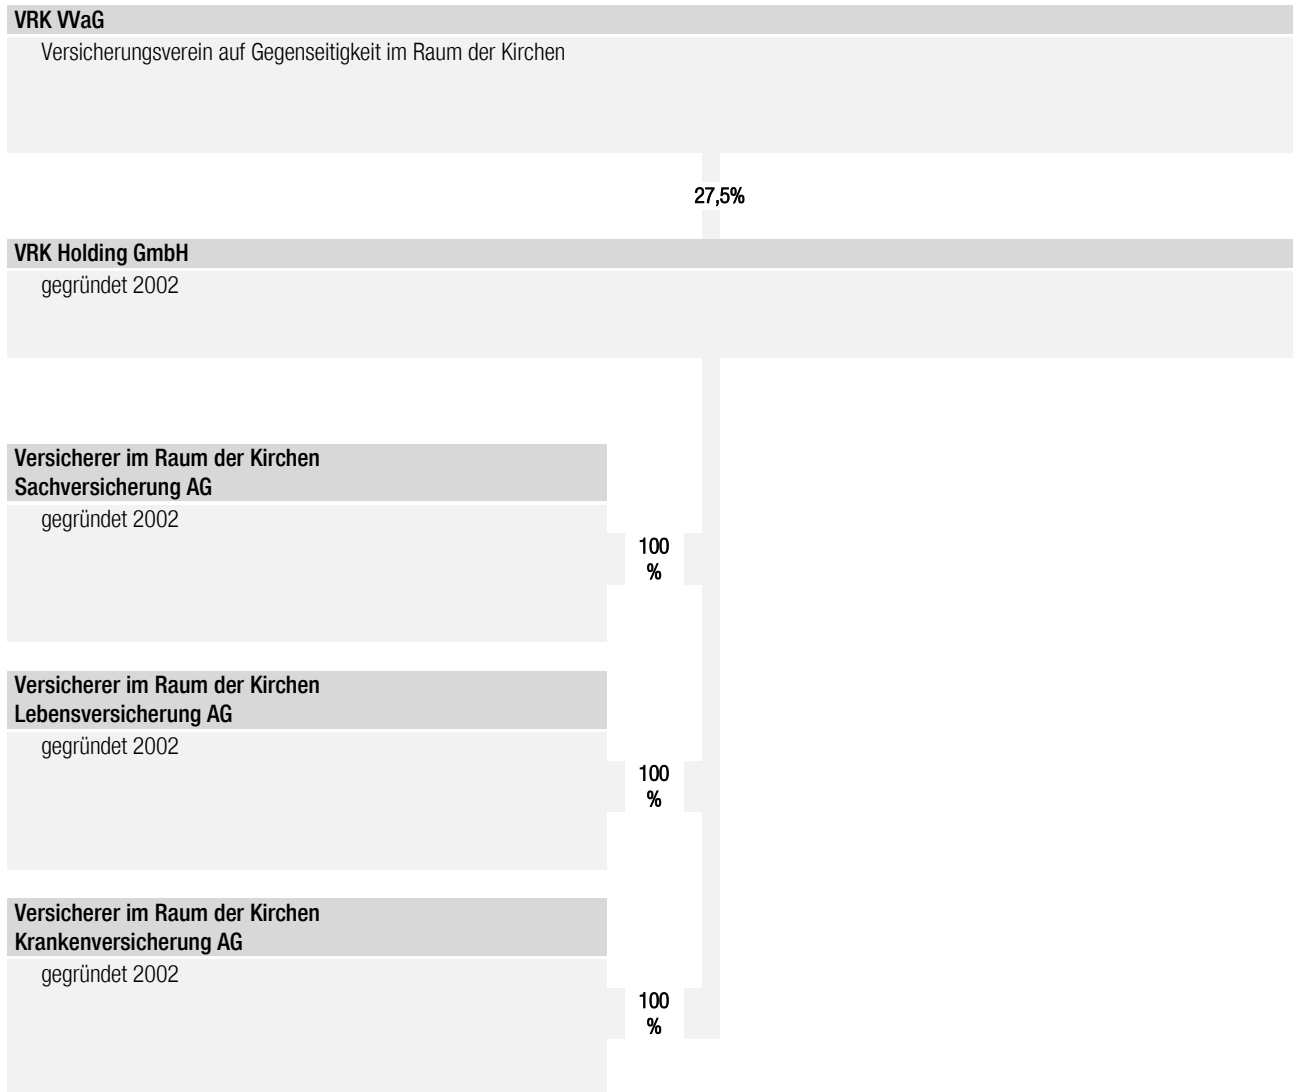 VRK VVaG
Versicherungsverein auf Gegenseitigkeit im Raum der Kirchen
27,5%
VRK Holding GmbH
gegründet 2002
Versicherer im Raum der Kirchen
Sachversicherung AG
gegründet 2002
100
%
Versicherer im Raum der Kirchen
Lebensversicherung AG
gegründet 2002
100
%
Versicherer im Raum der Kirchen
Krankenversicherung AG
gegründet 2002
100
%